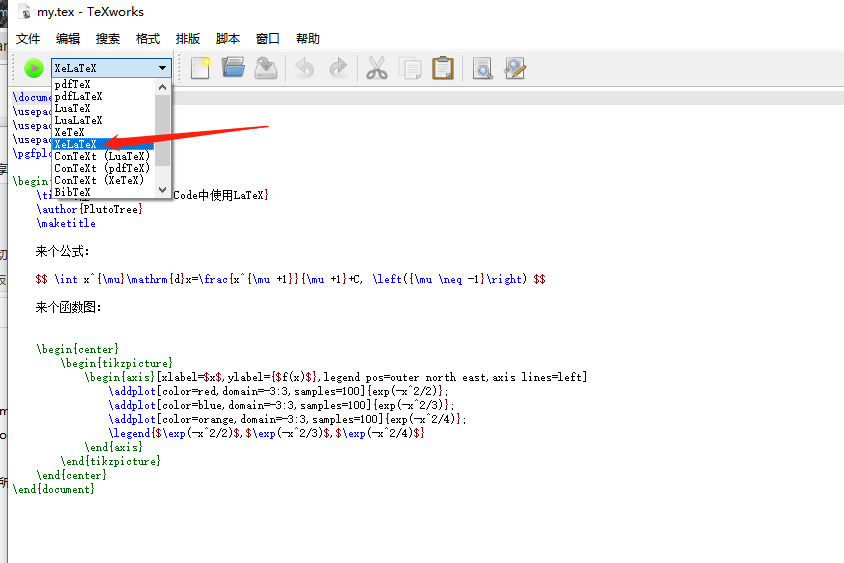 my.tex - TeXworks
文件 编辑 搜索 格式 排版 脚本 窗口 帮助
XeLaTeX
pdfTeX
pdfLaTeX
LuaTeX
LuaLaTeX
XeTeX
XeLaTeX
ConTeXt (LuaTeX)
ConTeXt (pdfTeX)
ConTeXt (XeTeX)
BibTeX
\docume
\usepac
\usepac
\usepac
\pgfplo
\begin
\ti Code中使用LaTeX}
\author{PlutoTree}
\maketitle
来个公式:
$$ \int x^{\mu}\mathrm{d}x=\frac{x^{\mu +1}}{\mu +1}+C, \left({\mu \neq -1}\right) $$
来个函数图:
\begin{center}
\begin{tikzpicture}
\begin{axis}[xlabel=$x$,ylabel={$f(x)$},legend pos=outer north east,axis lines=left]
\addplot[color=red,domain=-3:3,samples=100]{exp(-x^2/2)};
\addplot[color=blue,domain=-3:3,samples=100]{exp(-x^2/3)};
\addplot[color=orange,domain=-3:3,samples=100]{exp(-x^2/4)};
\legend{$\exp(-x^2/2)$,$\exp(-x^2/3)$,$\exp(-x^2/4)$}
\end{axis}
\end{tikzpicture}
\end{center}
\end{document}